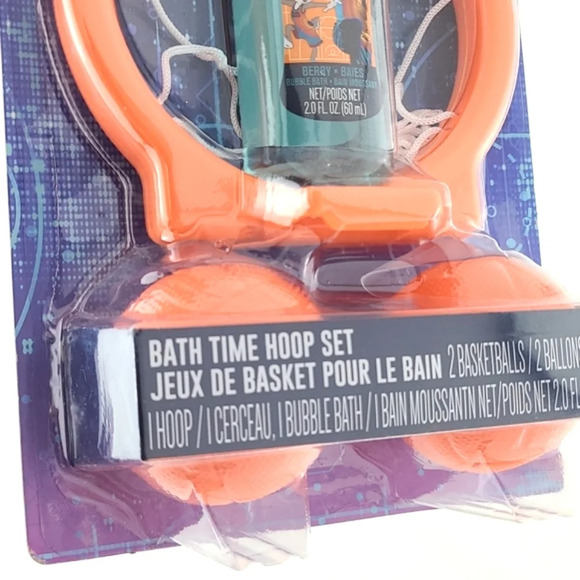 BERRY • BAIES
BUBBLE BATH • BAIN MOUSSANT
NET/POIDS NET
2.0 FL. OZ. (60 mL)
BATH TIME HOOP SET
JEUX DE BASKET POUR LE BAIN 2 BASKETBALLS / 2 BALLONS
1 HOOP / 1 CERCEAU, 1 BUBBLE BATH / 1 BAIN MOUSSANTN NET/POIDS NET 2.0 FL